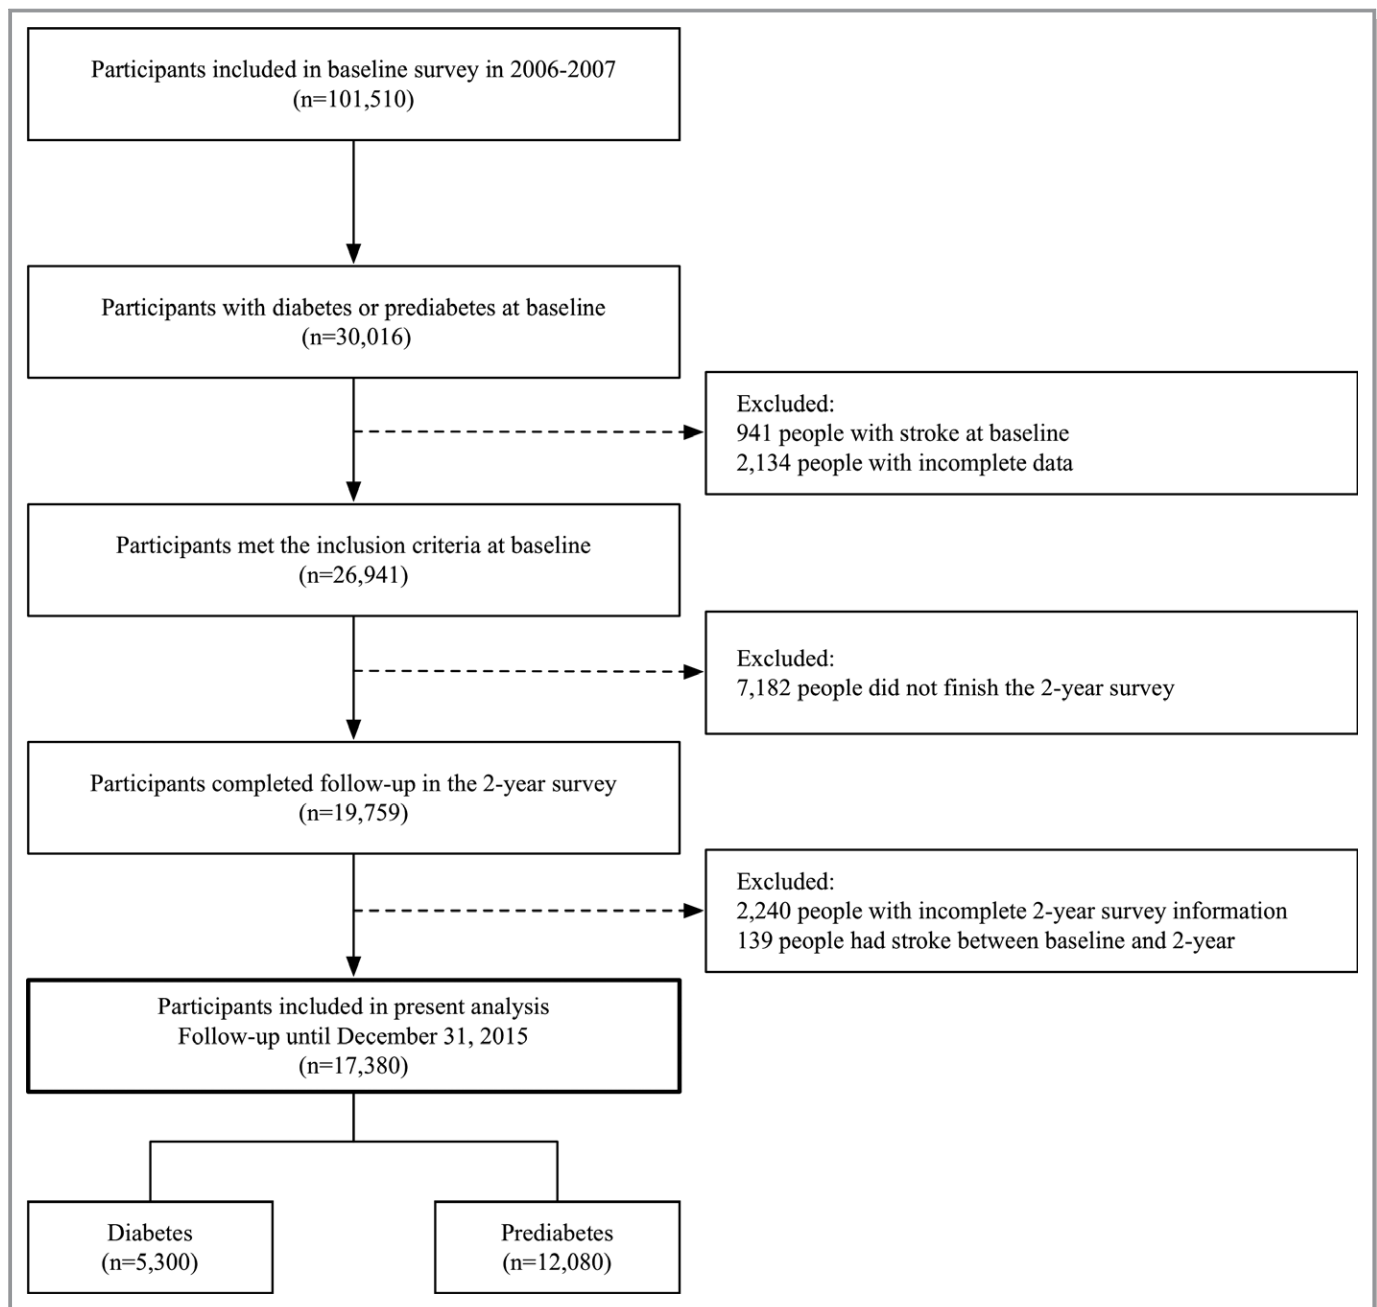 Participants included in baseline survey in 2006-2007
(n=101,510)
Participants with diabetes or prediabetes at baseline
(n=30,016)
Excluded:
941 people with stroke at baseline
2,134 people with incomplete data
Participants met the inclusion criteria at baseline
(n=26,941)
Excluded:
7,182 people did not finish the 2-year survey
Participants completed follow-up in the 2-year survey
(n=19,759)
Excluded:
2,240 people with incomplete 2-year survey information
139 people had stroke between baseline and 2-year
Participants included in present analysis
Follow-up until December 31, 2015
(n=17,380)
Diabetes
(n=5,300)
Prediabetes
(n=12,080)